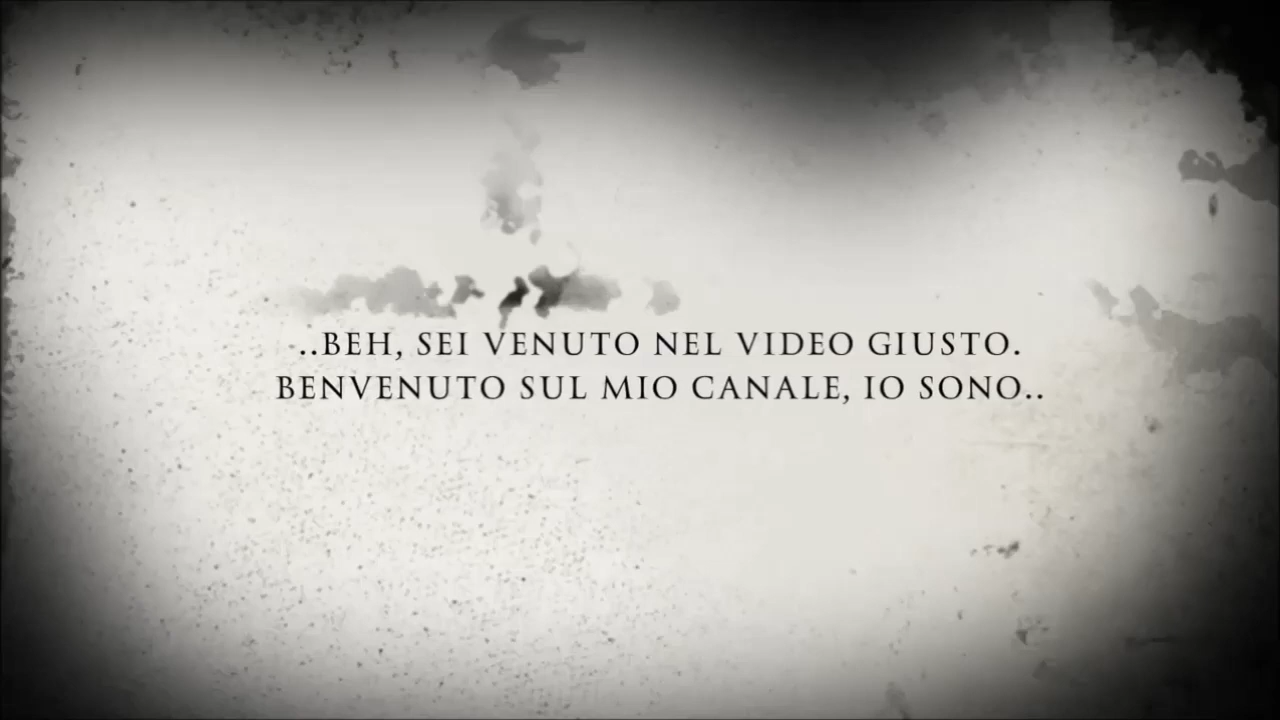 ..BEH, SEI VENUTO NEL VIDEO GIUSTO.
BENVENUTO SUL MIO CANALE, IO SONO..